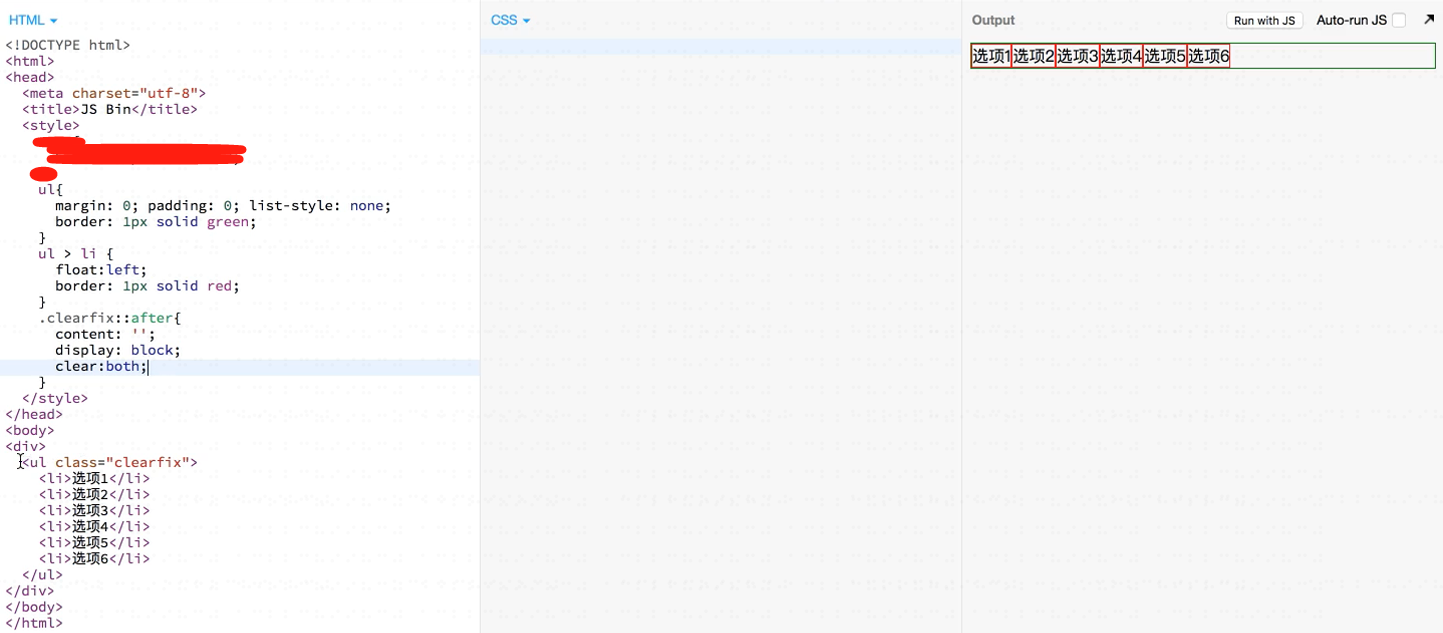 HTML
CSS
Output
Run with JS
Auto-run JS
<!DOCTYPE html>
<html>
<head>
<meta charset="utf-8">
<title>JS Bin</title>
<style>
ul{
margin: 0; padding: 0; list-style: none;
border: 1px solid green;
}
ul > li {
float:left;
border: 1px solid red;
}
.clearfix::after{
content: '';
display: block;
clear:both;
}
</style>
</head>
<body>
<div>
<ul class="clearfix">
<li>选项1</li>
<li>选项2</li>
<li>选项3</li>
<li>选项4</li>
<li>选项5</li>
<li>选项6</li>
</ul>
</div>
</body>
</html>
选项1选项2选项3选项4选项5选项6